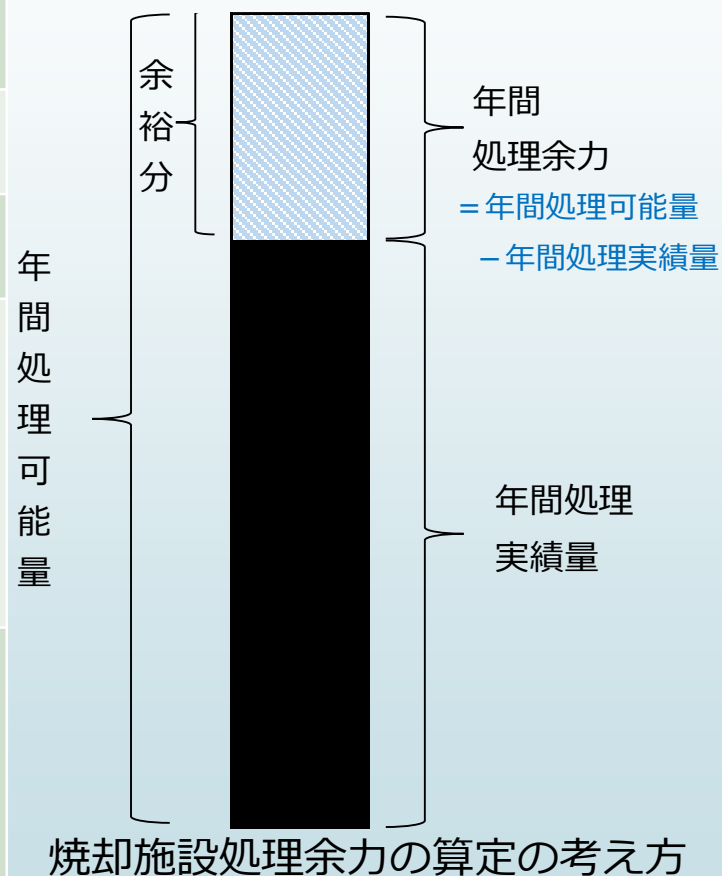 年間処理可能量
余裕分
年間
処理余力
=年間処理可能量
−年間処理実績量
年間処理
実績量
焼却施設処理余力の算定の考え方